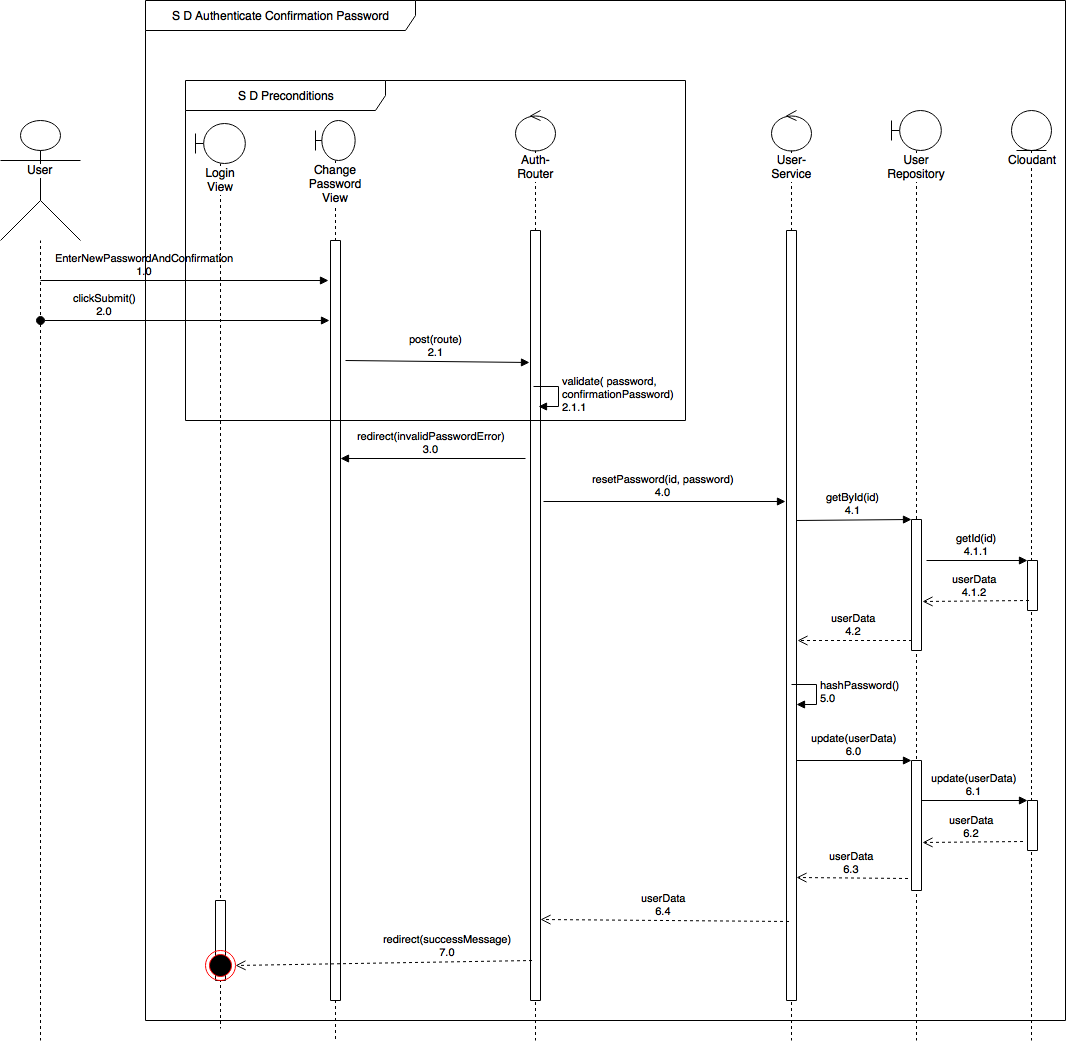 S D Authenticate Confirmation Password
S D Preconditions
User
Login
View
Change
Password
View
Auth-
Router
User-
Service
User
Repository
Cloudant
EnterNewPasswordAndConfirmation
1.0
clickSubmit()
2.0
post(route)
2.1
validate( password,
confirmationPassword)
2.1.1
redirect(invalidPasswordError)
3.0
resetPassword(id, password)
4.0
getById(id)
4.1
getId(id)
4.1.1
userData
4.1.2
userData
4.2
hashPassword()
5.0
update(userData)
6.0
update(userData)
6.1
userData
6.2
userData
6.3
userData
6.4
redirect(successMessage)
7.0